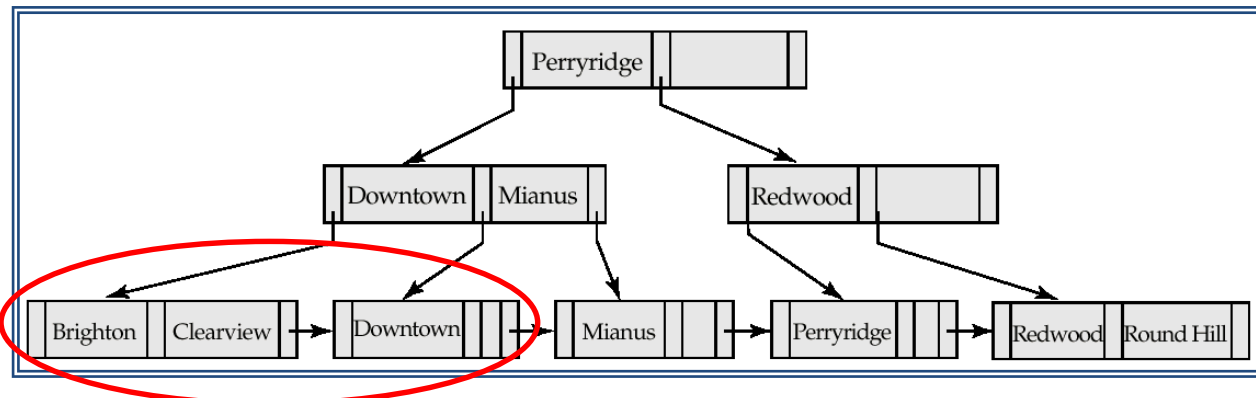 Perryridge
Downtown Mianus
Redwood
Brighton Clearview
Downtown
Mianus
Perryridge
Redwood Round Hill